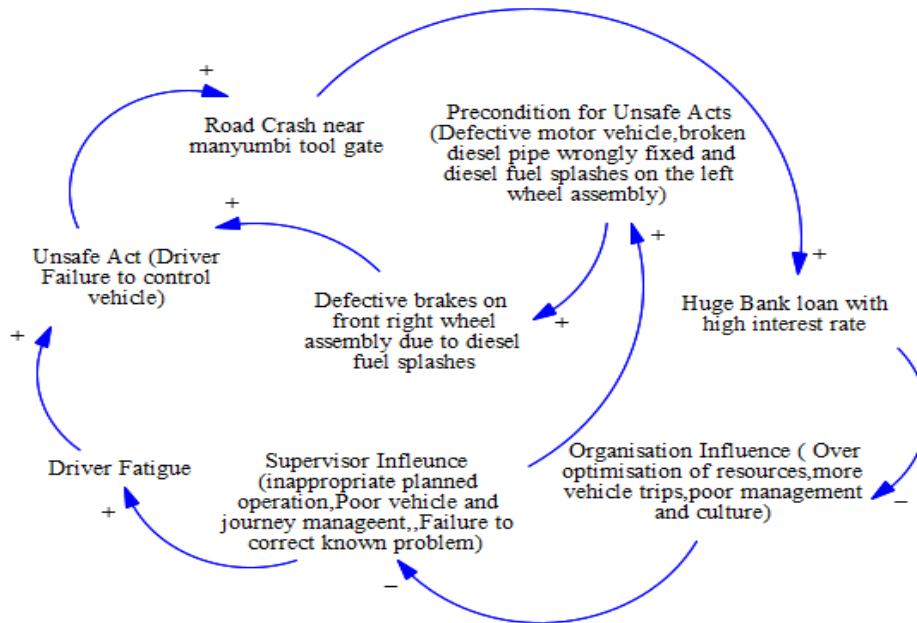 +
Road Crash near
manyumbi tool gate
Precondition for Unsafe Acts
(Defective motor vehicle,broken
diesel pipe wrongly fixed and
diesel fuel splashes on the left
wheel assembly)
+
+
+
Unsafe Act (Driver
Failure to control
vehicle)
Defective brakes on
front right wheel
assembly due to diesel
fuel splashes
+
Huge Bank loan with
high interest rate
+
Driver Fatigue
+
Supervisor Infleunce
(inappropriate planned
operation,Poor vehicle and
journey manageent,,Failure to
correct known problem)
Organisation Influence ( Over
optimisation of resources,more
vehicle trips,poor management
and culture)
−
−